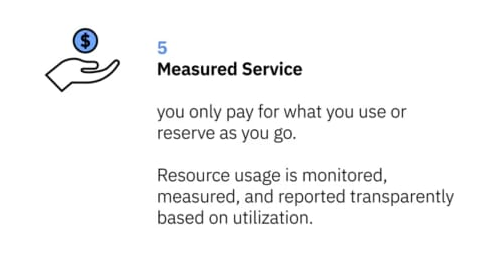 $
5
Measured Service
you only pay for what you use or
reserve as you go.
Resource usage is monitored,
measured, and reported transparently
based on utilization.